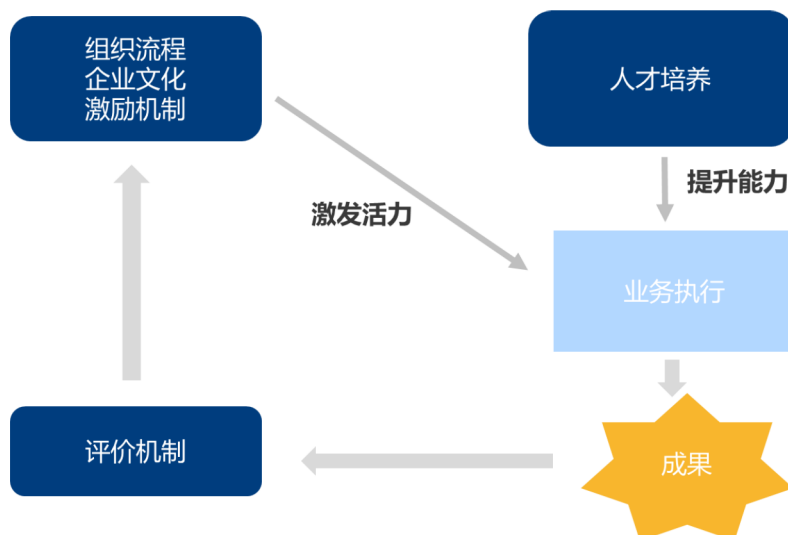 组织流程
企业文化
激励机制
人才培养
提升能力
激发活力
业务执行
评价机制
成果